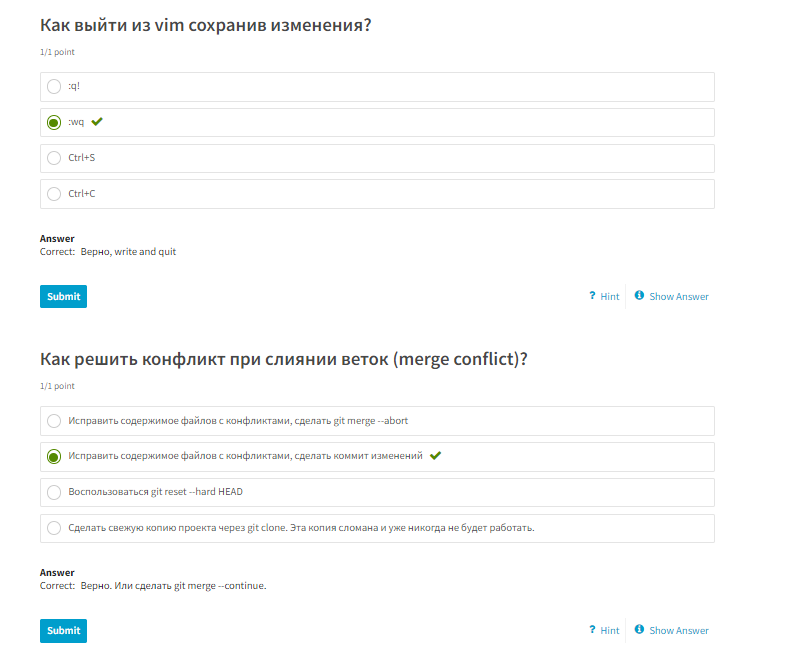 Как выйти из vim сохранив изменения?
1/1 point
:q!
:wq
Ctrl+S
Ctrl+C
Answer
Correct: Верно, write and quit
Submit
? Hint
Show Answer
Как решить конфликт при слиянии веток (merge conflict)?
1/1 point
Исправить содержимое файлов с конфликтами, сделать git merge --abort
Исправить содержимое файлов с конфликтами, сделать коммит изменений
Воспользоваться git reset --hard HEAD
Сделать свежую копию проекта через git clone. Эта копия сломана и уже никогда не будет работать.
Answer
Correct: Верно. Или сделать git merge --continue.
Submit
? Hint
Show Answer